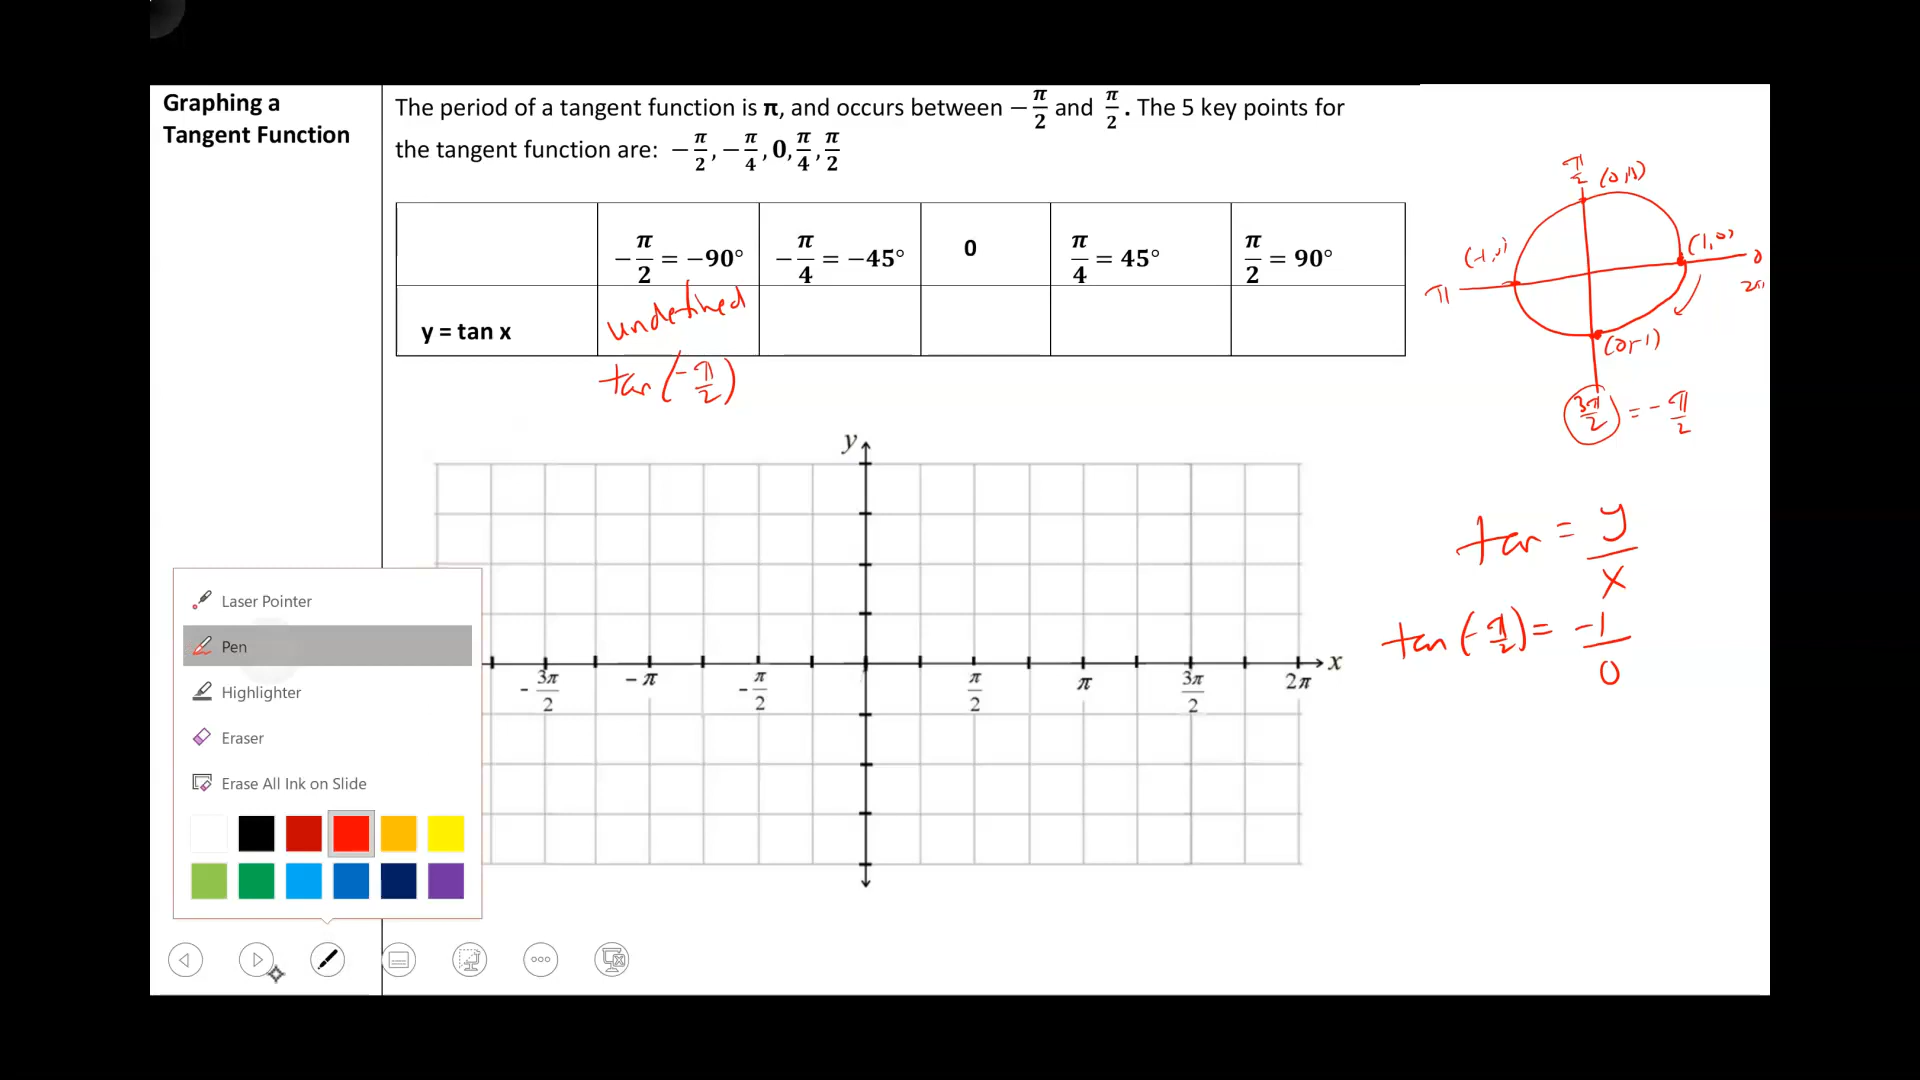 Graphing a
Tangent Function
The period of a tangent function is π, and occurs between −π/2 and π/2. The 5 key points for
the tangent function are: −π/2, −π/4, 0, π/4, π/2
−π/2 = −90° −π/4 = −45° 0 π/4 = 45° π/2 = 90°
y = tan x undefined
tan(−π/2)
π/2 (0,1)
(1,0)
0
2π
π
(0,-1)
3π/2 = −π/2
tan = y/x
tan(−π/2) = −1/0
y
x
-3π/2 −π -π/2 π/2 π 3π/2 2π
Laser Pointer
Pen
Highlighter
Eraser
Erase All Ink on Slide